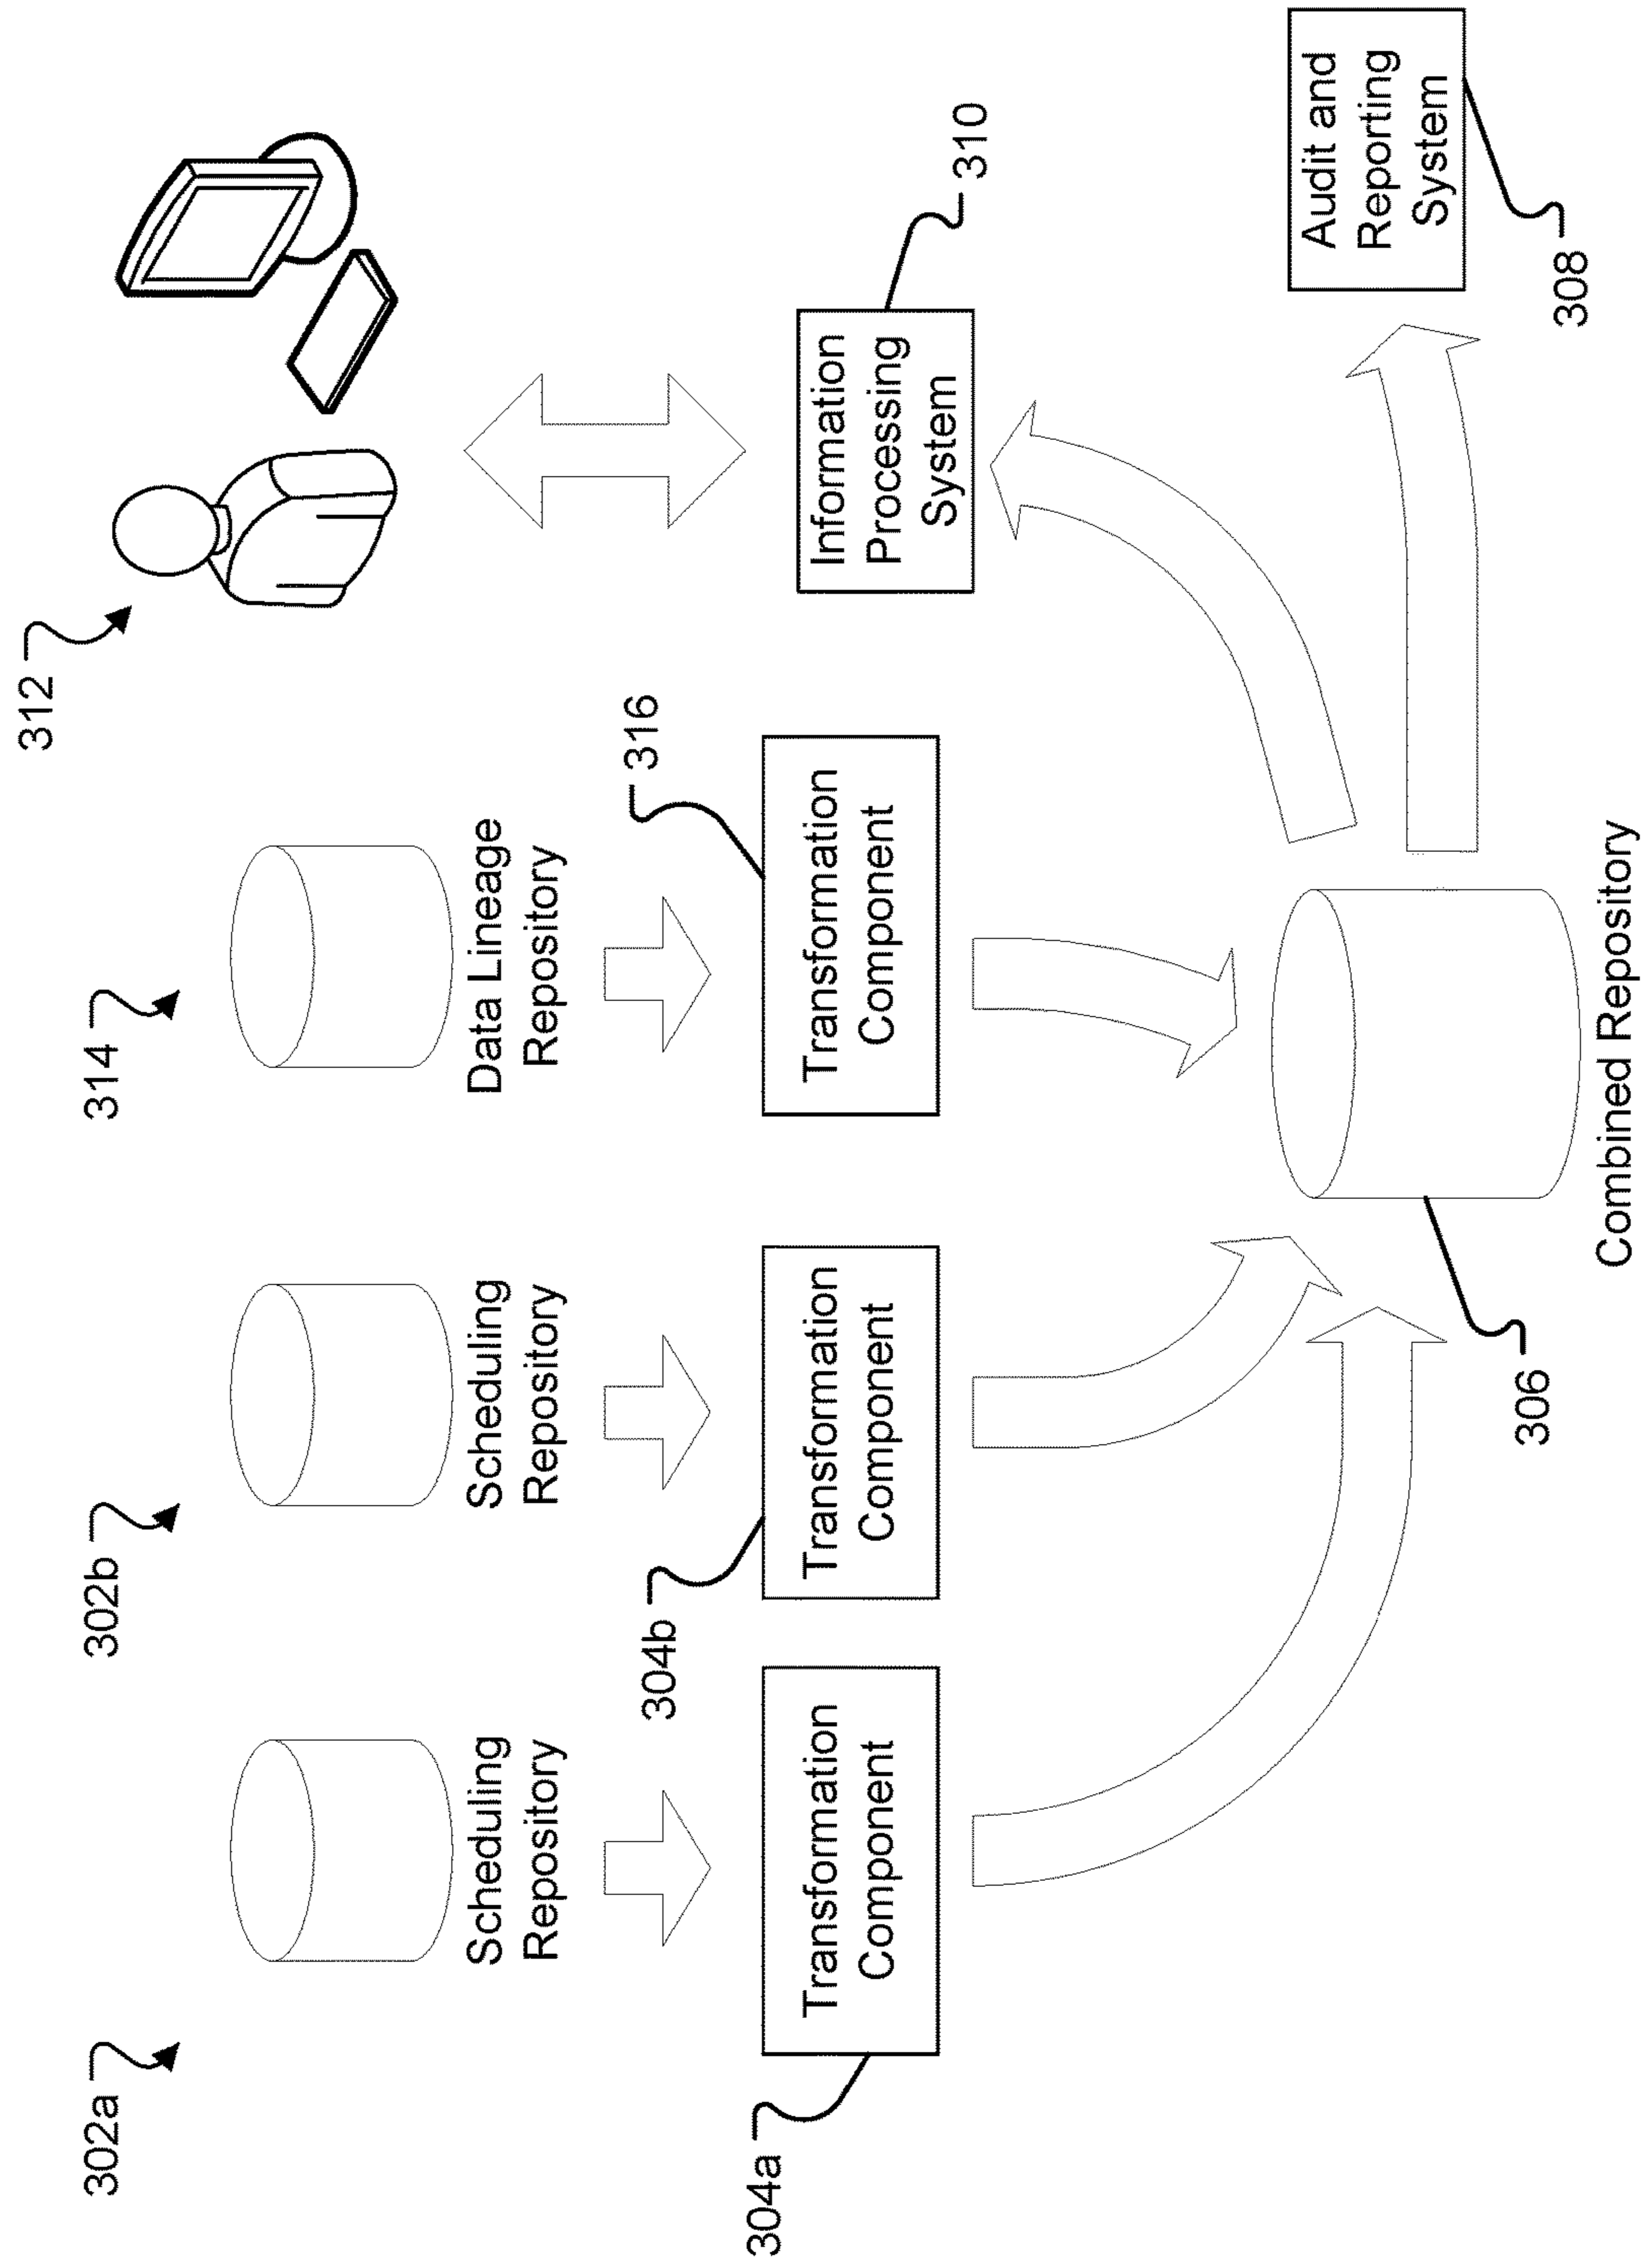 302a
302b
314
312
Scheduling
Repository
Scheduling
Repository
Data Lineage
Repository
304a
304b
316
310
Transformation
Component
Transformation
Component
Transformation
Component
Information
Processing
System
Audit and
Reporting
System
308
306
Combined Repository